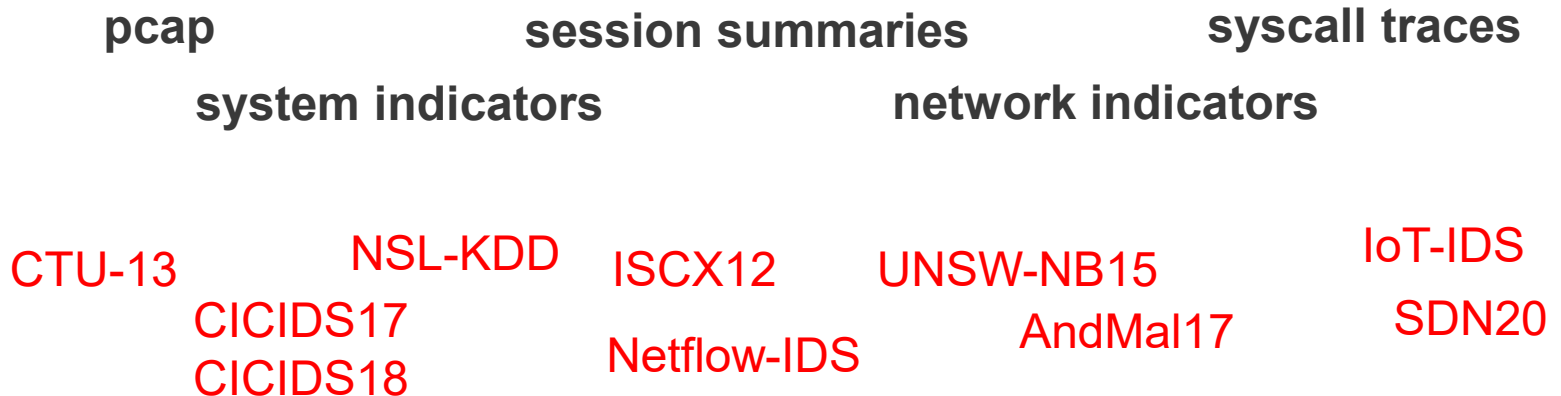 pcap
session summaries
syscall traces
system indicators
network indicators
CTU-13
NSL-KDD
ISCX12
UNSW-NB15
IoT-IDS
CICIDS17
CICIDS18
Netflow-IDS
AndMal17
SDN20